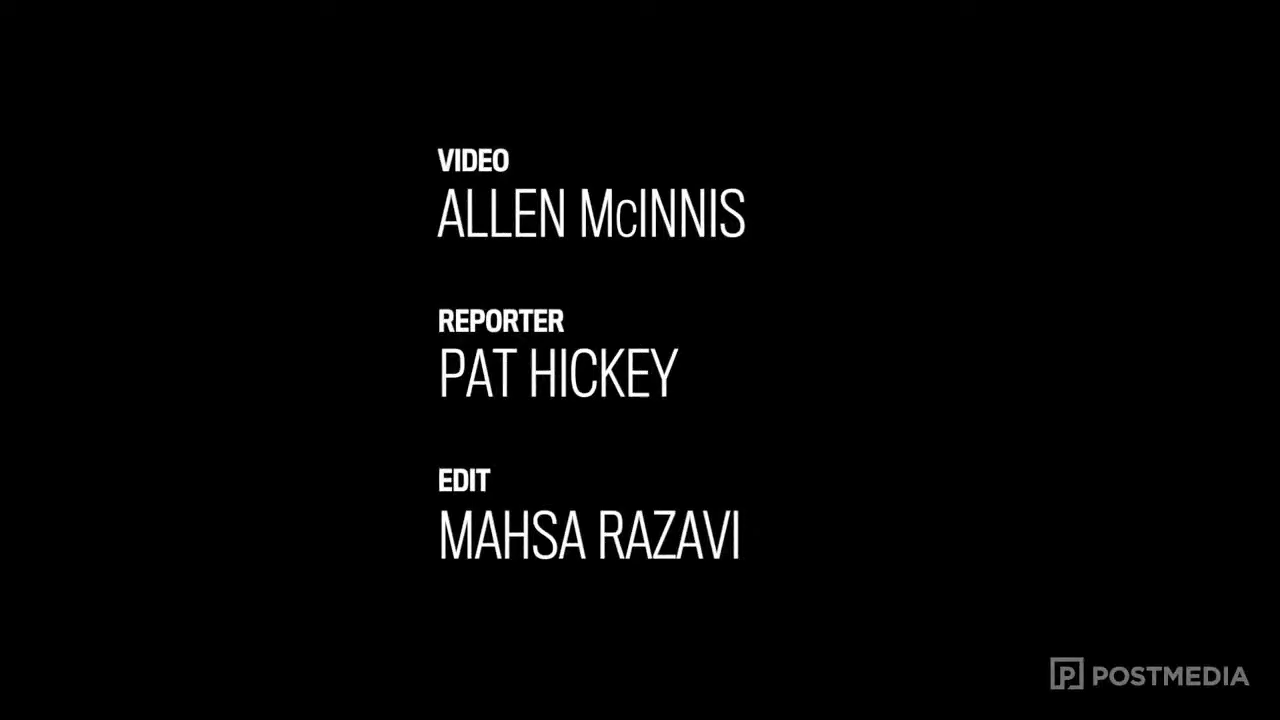 VIDEO
ALLEN McINNIS
REPORTER
PAT HICKEY
EDIT
MAHSA RAZAVI
P POSTMEDIA